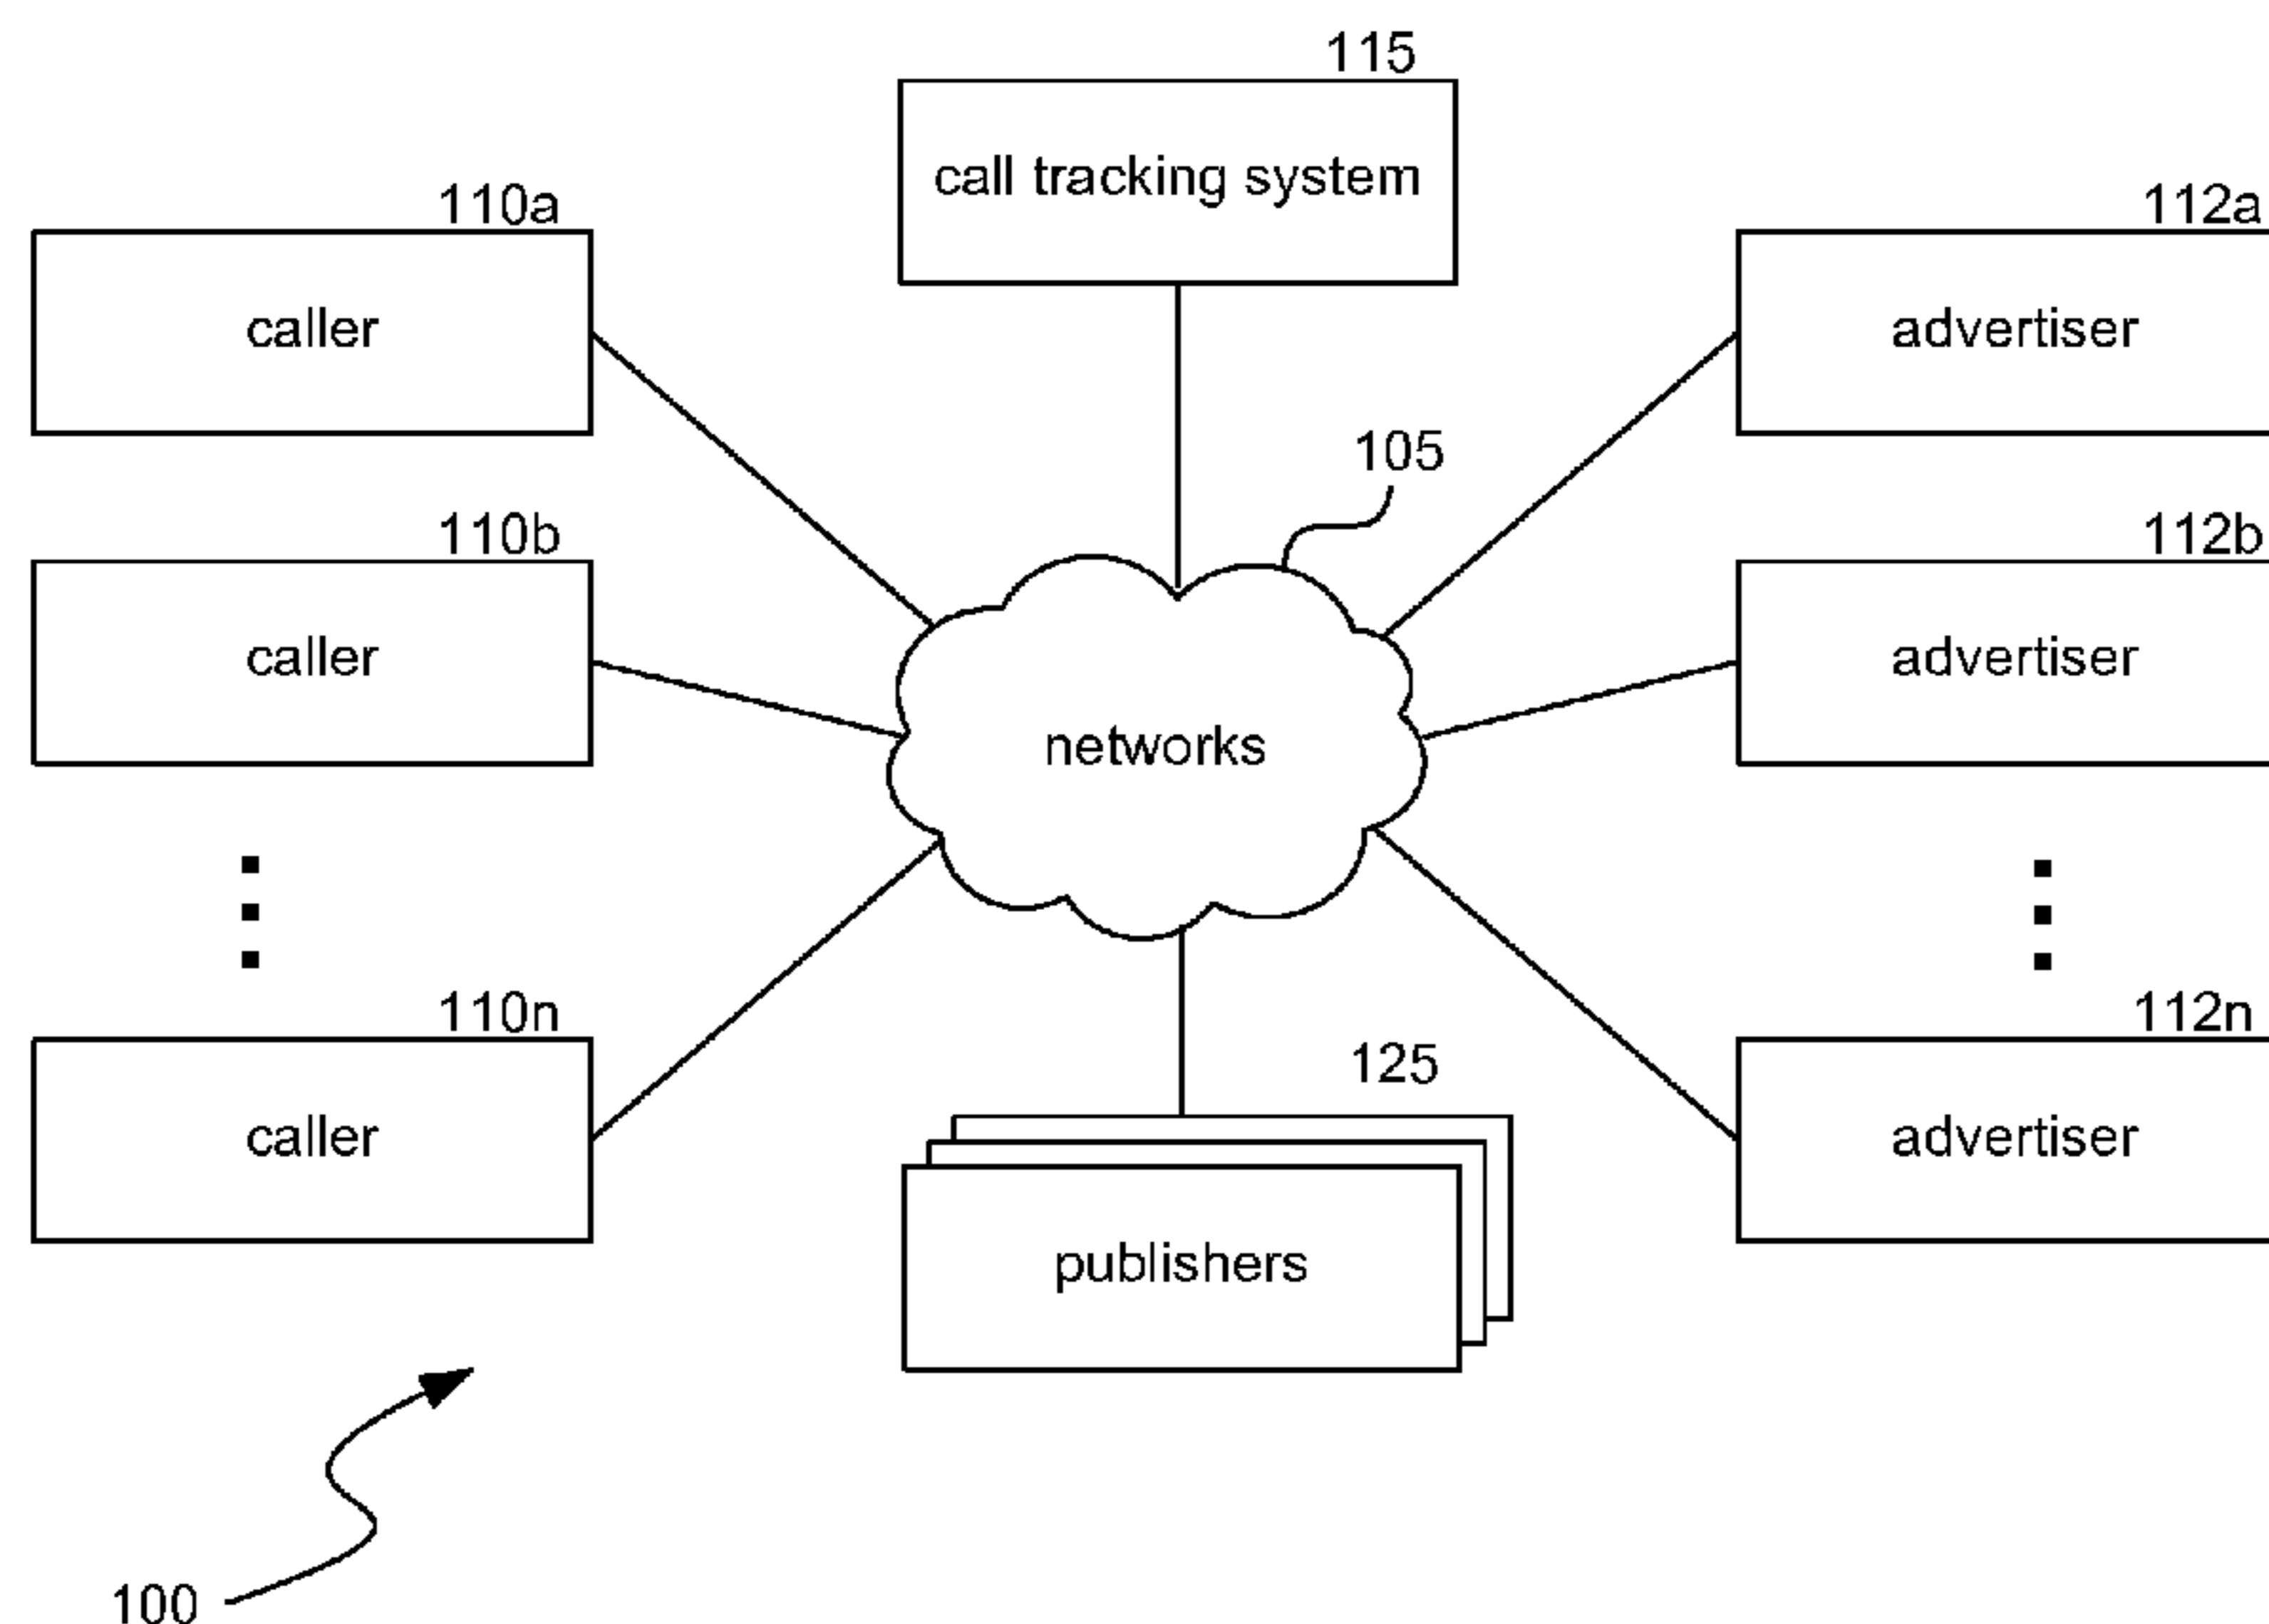 115
call tracking system
110a
caller
112a
advertiser
105
110b
caller
112b
advertiser
networks
110n
caller
112n
advertiser
125
publishers
100